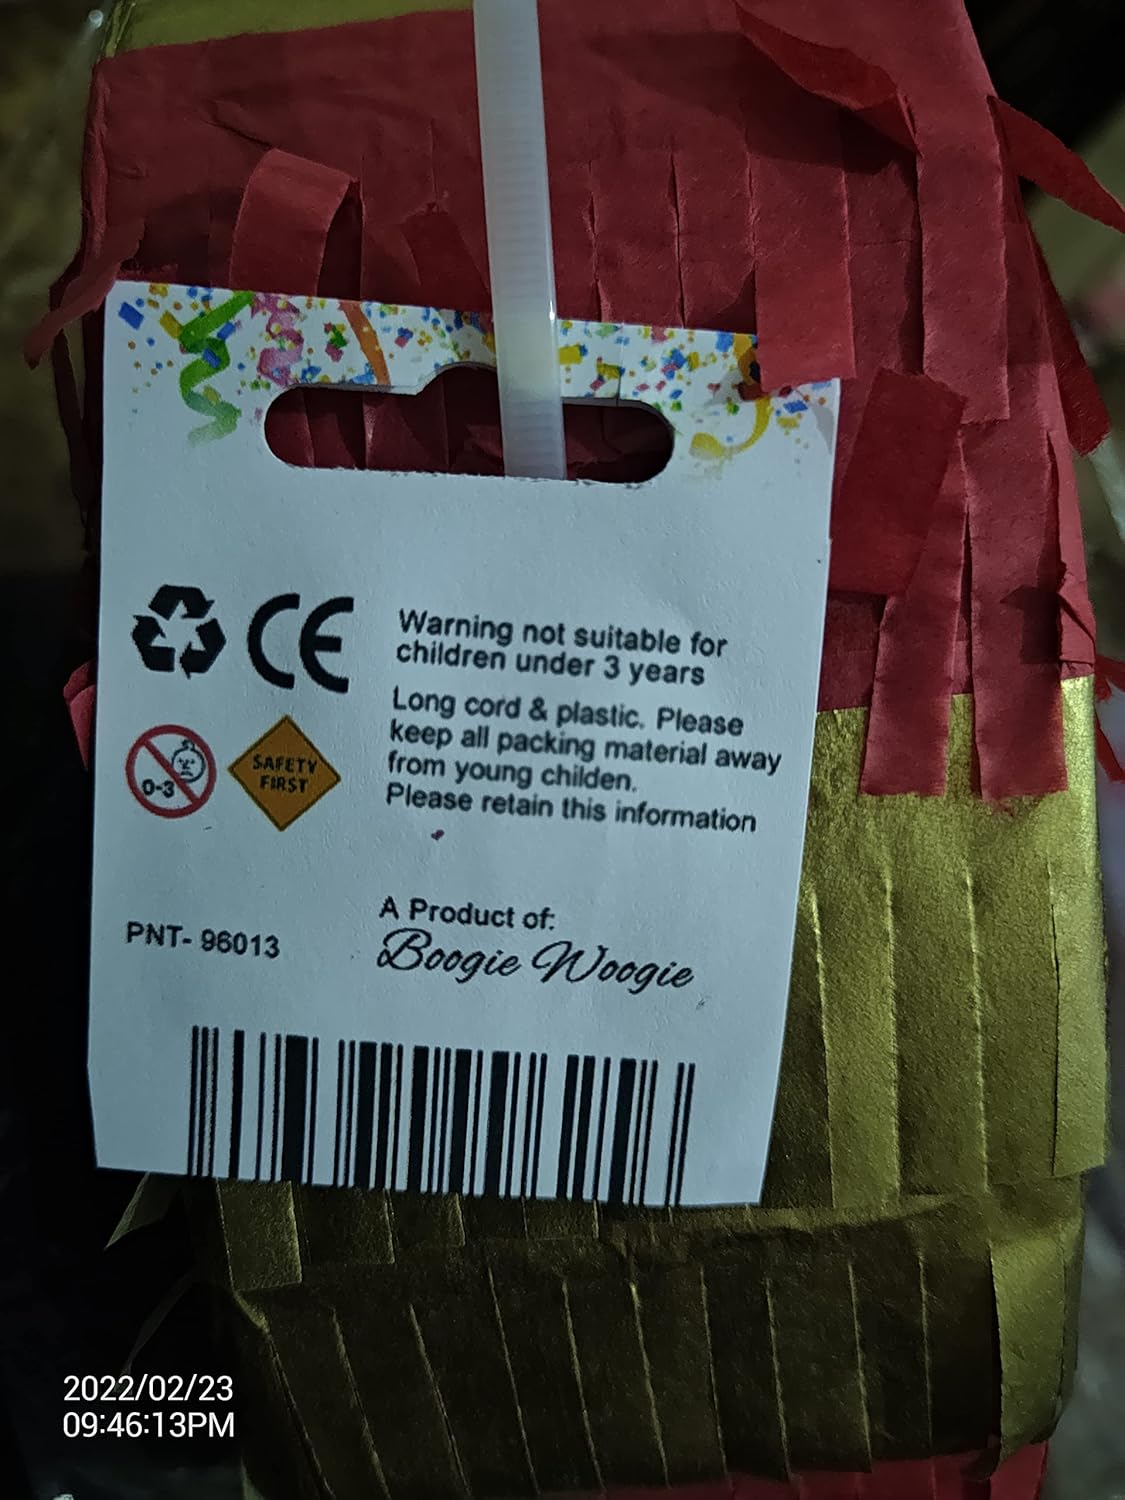 CE
Warning not suitable for
children under 3 years
Long cord & plastic. Please
keep all packing material away
from young childen.
Please retain this information
0-3
SAFETY
FIRST
A Product of:
Boogie Woogie
PNT- 96013
2022/02/23
09:46:13PM